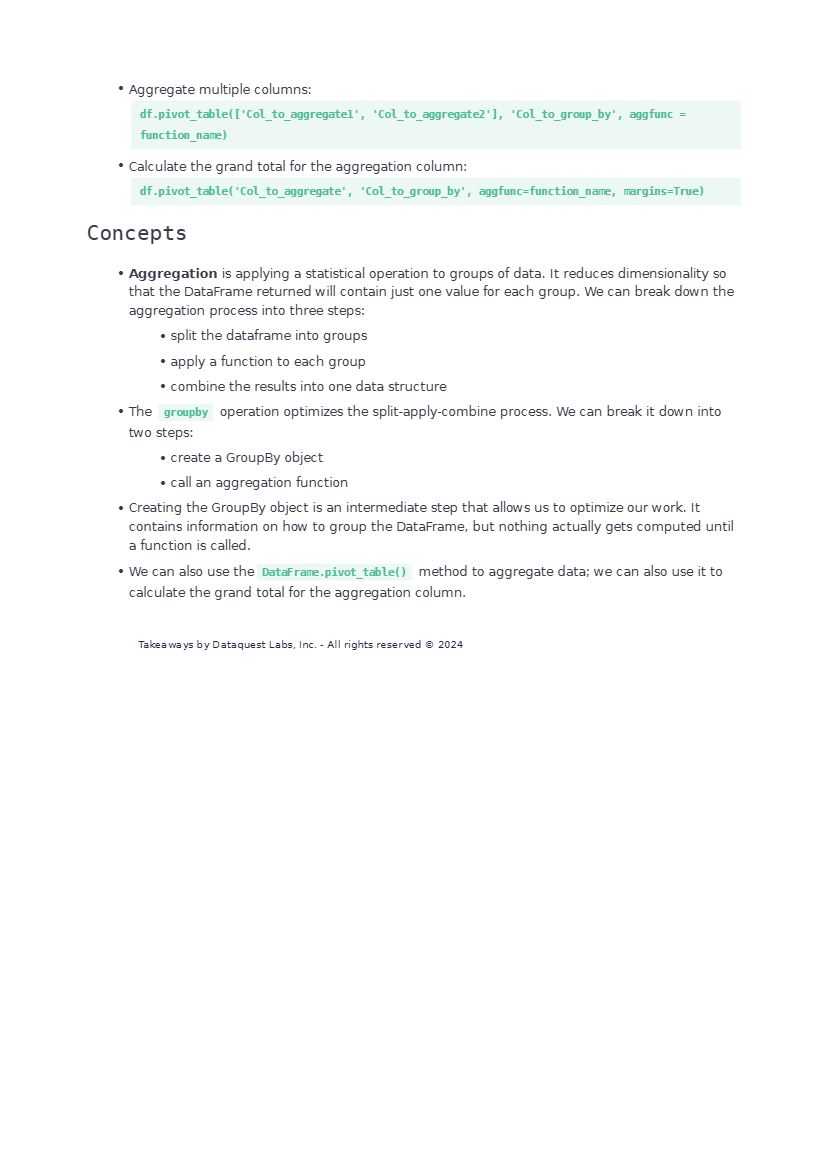 • Aggregate multiple columns:
df.pivot_table(['Col_to_aggregate1', 'Col_to_aggregate2'], 'Col_to_group_by', aggfunc =
function_name)
• Calculate the grand total for the aggregation column:
df.pivot_table('Col_to_aggregate', 'Col_to_group_by', aggfunc=function_name, margins=True)
Concepts
• Aggregation is applying a statistical operation to groups of data. It reduces dimensionality so
that the DataFrame returned will contain just one value for each group. We can break down the
aggregation process into three steps:
• split the dataframe into groups
• apply a function to each group
• combine the results into one data structure
• The groupby operation optimizes the split-apply-combine process. We can break it down into
two steps:
• create a GroupBy object
• call an aggregation function
• Creating the GroupBy object is an intermediate step that allows us to optimize our work. It
contains information on how to group the DataFrame, but nothing actually gets computed until
a function is called.
• We can also use the DataFrame.pivot_table() method to aggregate data; we can also use it to
calculate the grand total for the aggregation column.
Takeaways by Dataquest Labs, Inc. - All rights reserved © 2024